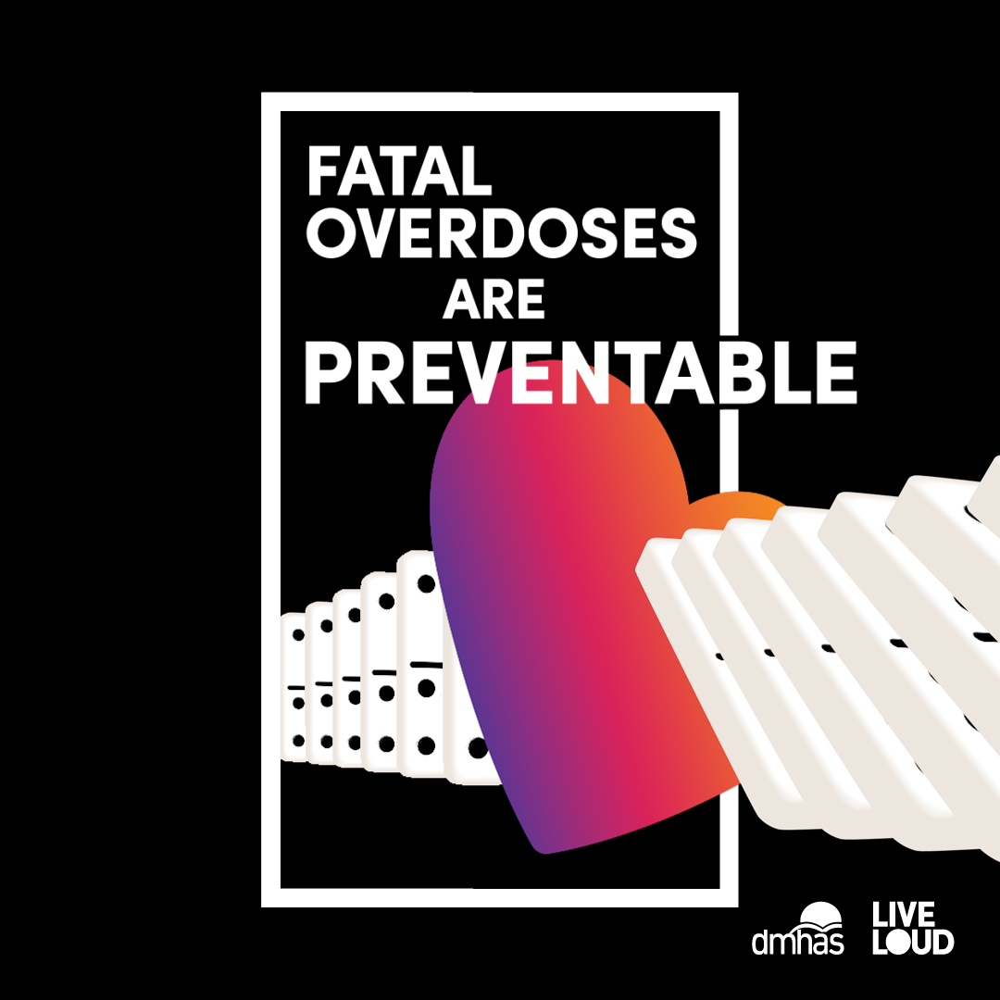 FATAL
OVERDOSES
ARE
PREVENTABLE
dmhas
LIVE
LOUD